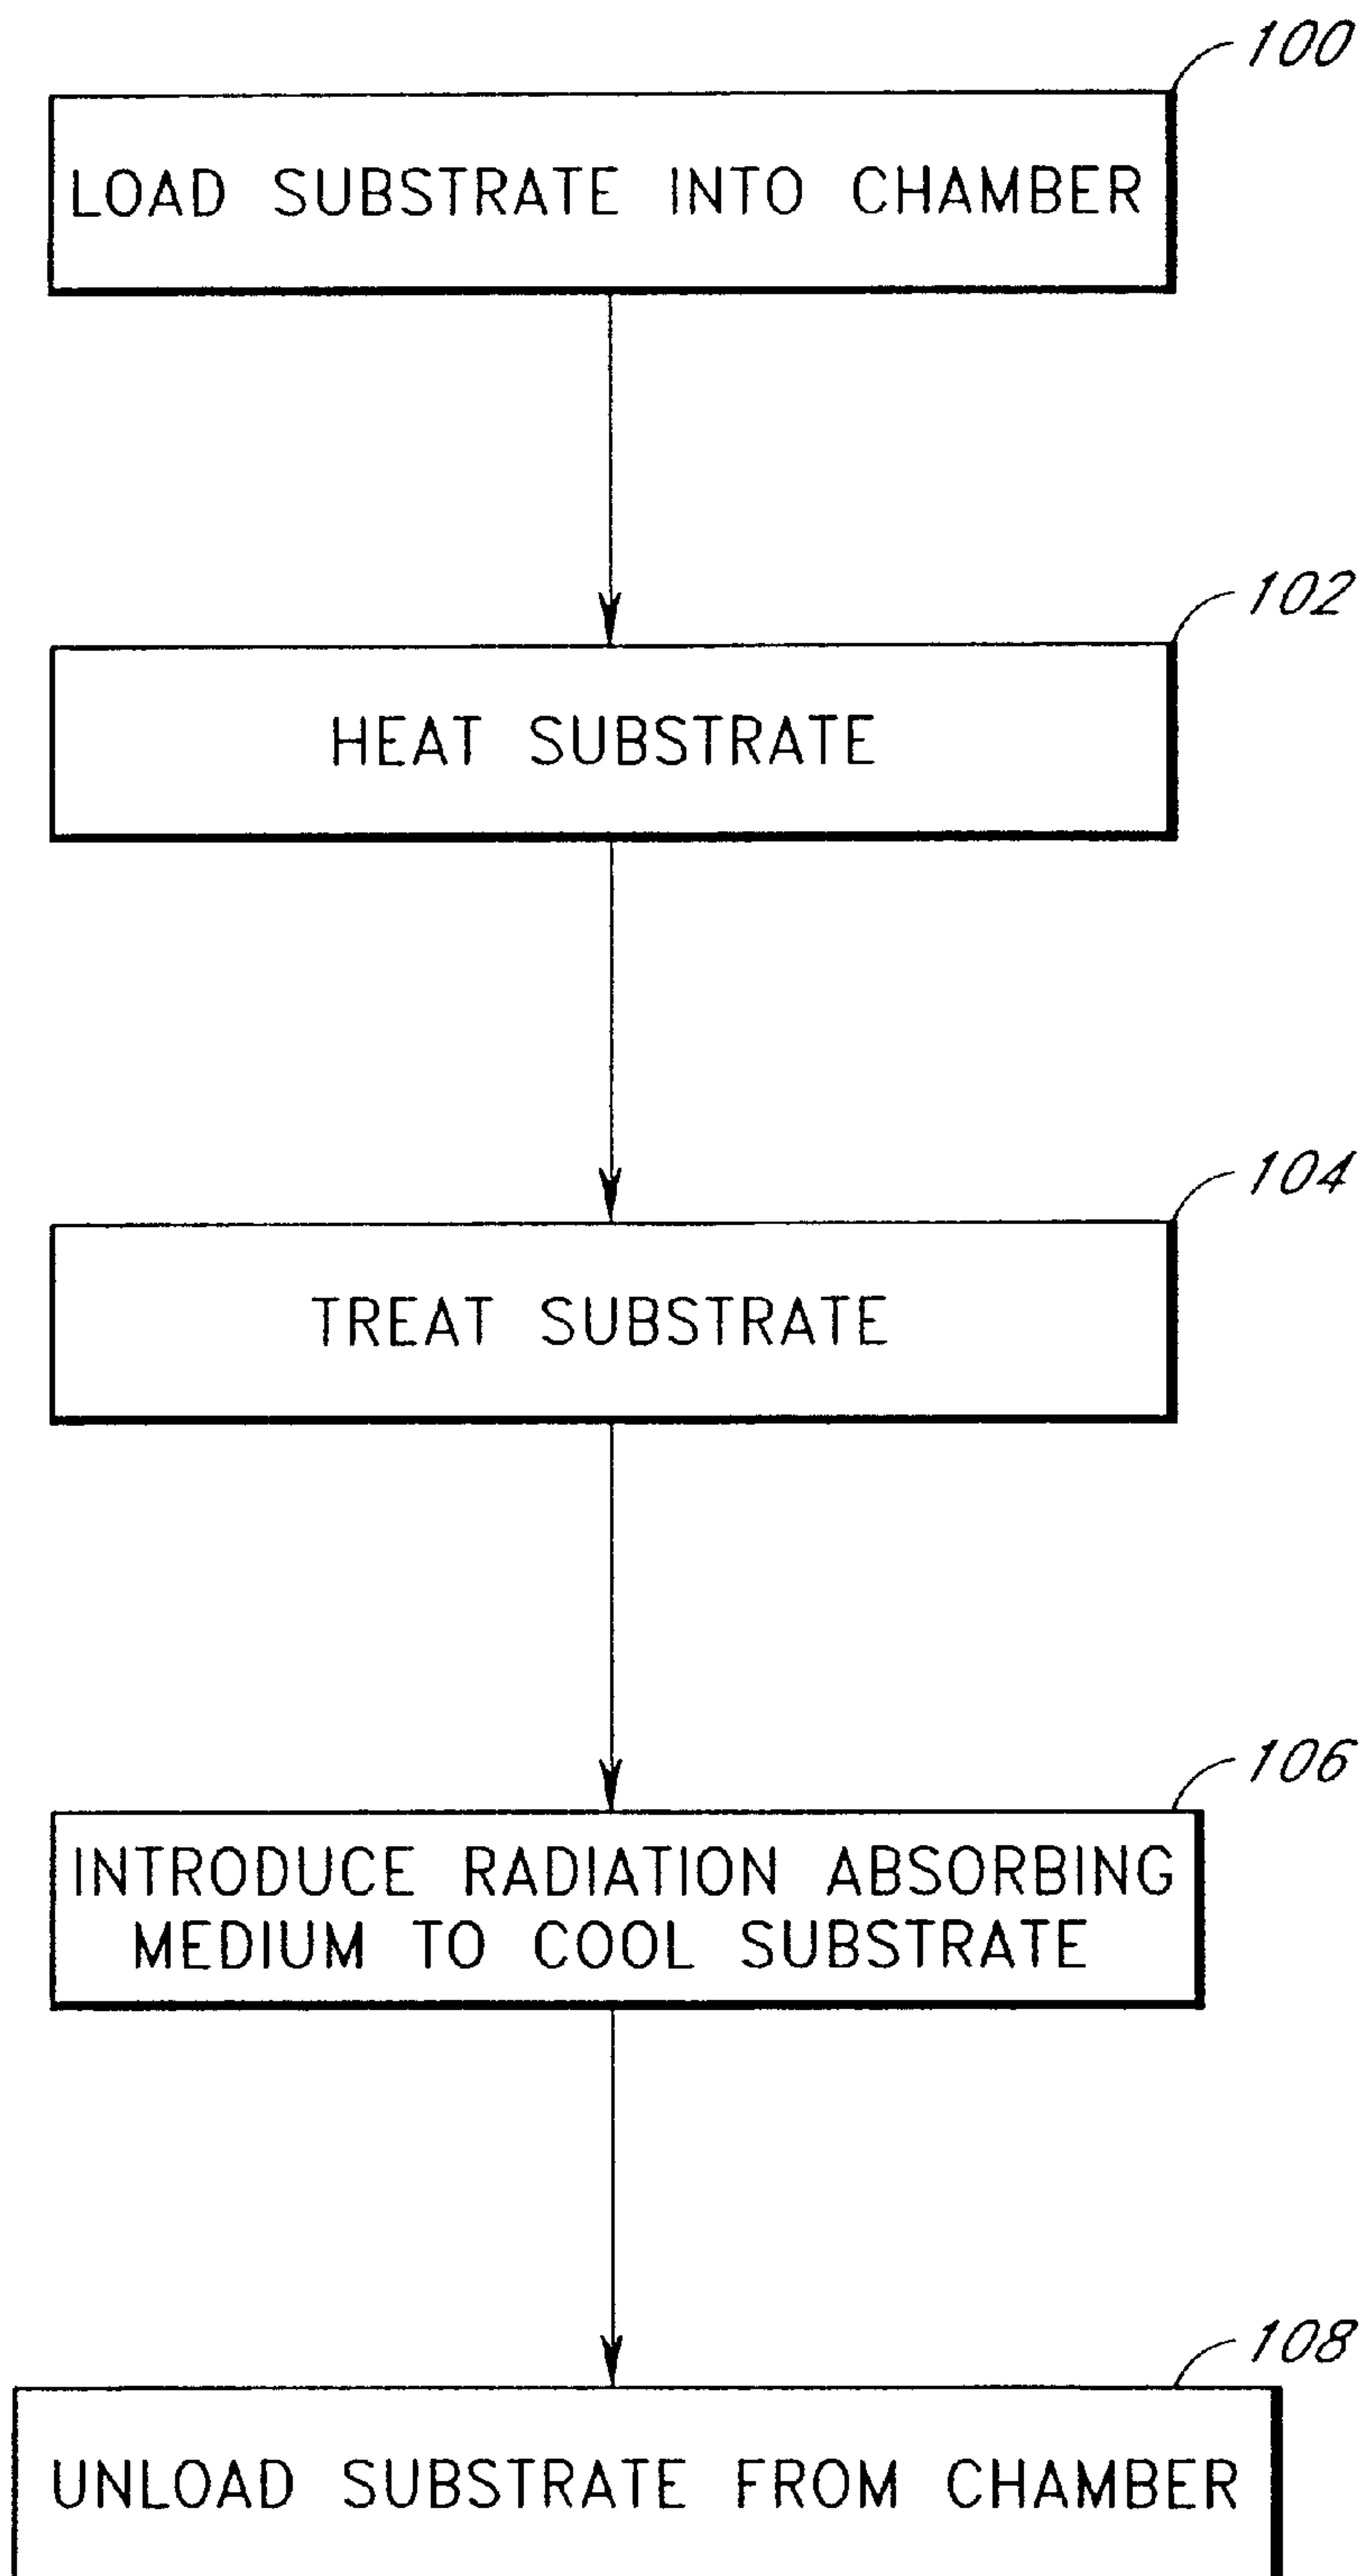 100
LOAD SUBSTRATE INTO CHAMBER
102
HEAT SUBSTRATE
104
TREAT SUBSTRATE
106
INTRODUCE RADIATION ABSORBING
MEDIUM TO COOL SUBSTRATE
108
UNLOAD SUBSTRATE FROM CHAMBER